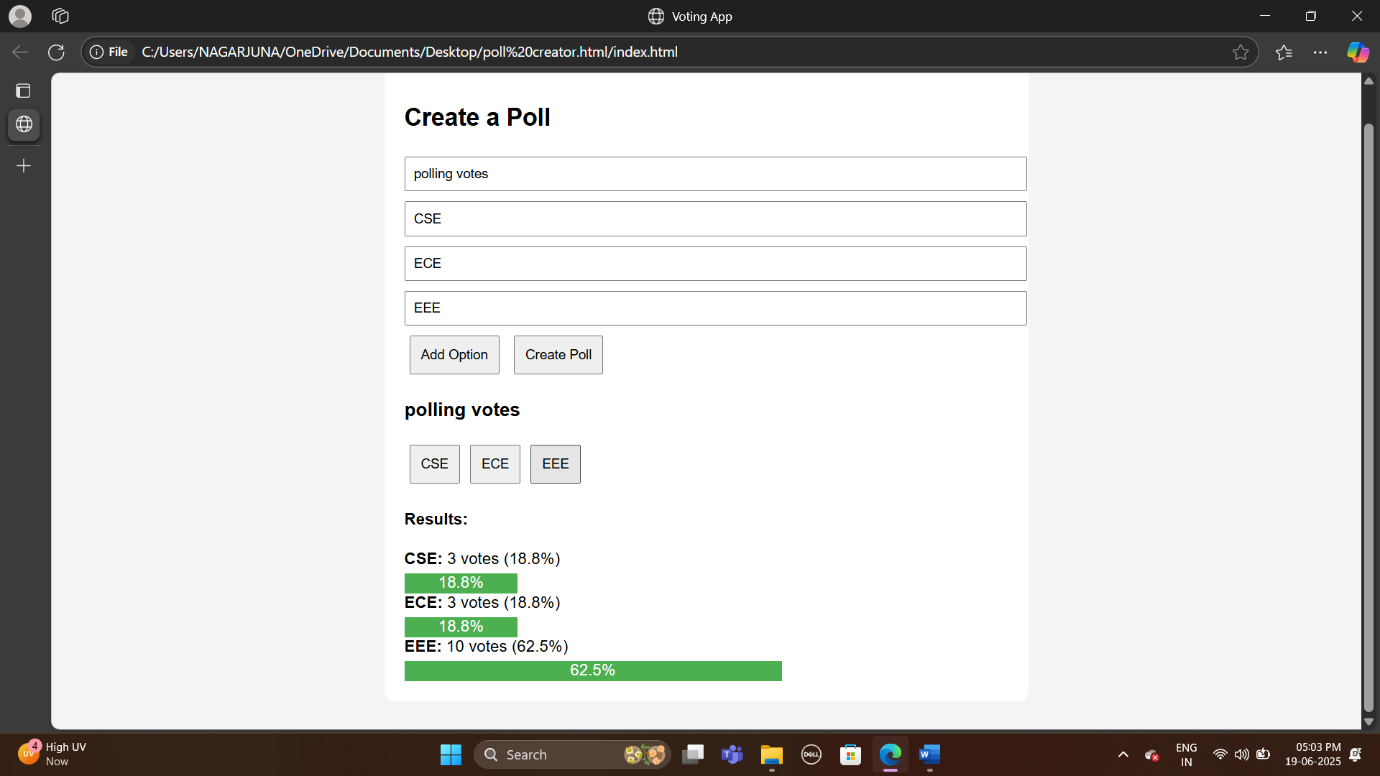 Voting App
File C:/Users/NAGARJUNA/OneDrive/Documents/Desktop/poll%20creator.html/index.html
Create a Poll
polling votes
CSE
ECE
EEE
Add Option Create Poll
polling votes
CSE ECE EEE
Results:
CSE: 3 votes (18.8%)
18.8%
ECE: 3 votes (18.8%)
18.8%
EEE: 10 votes (62.5%)
62.5%
4 High UV
Now
Search
DELL
ENG
IN
05:03 PM
19-06-2025